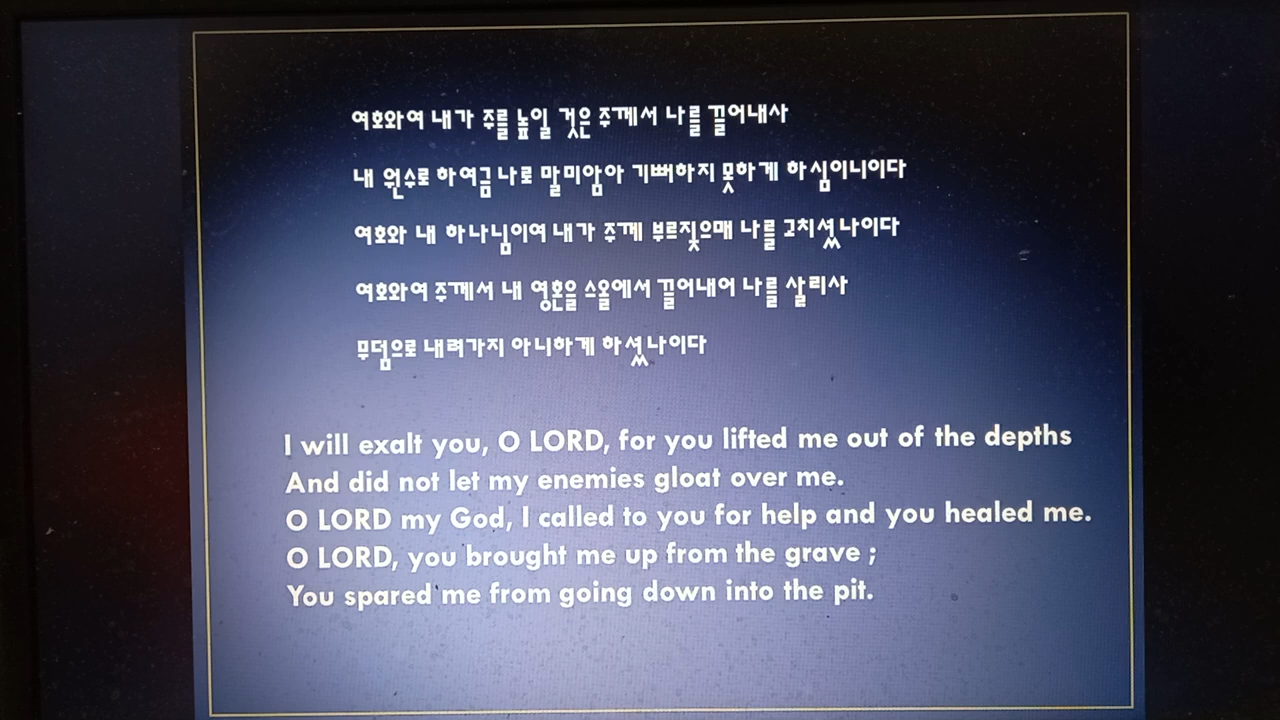 여호와여 내가 주를 높일 것은 주께서 나를 끌어내사
내 원수로 하여금 나로 말미암아 기뻐하지 못하게 하심이니이다
여호와 내 하나님이여 내가 주께 부르짖으매 나를 고치셨나이다
여호와여 주께서 내 영혼을 스올에서 끌어내어 나를 살리사
무덤으로 내려가지 아니하게 하셨나이다
I will exalt you, O LORD, for you lifted me out of the depths
And did not let my enemies gloat over me.
O LORD my God, I called to you for help and you healed me.
O LORD, you brought me up from the grave ;
You spared me from going down into the pit.